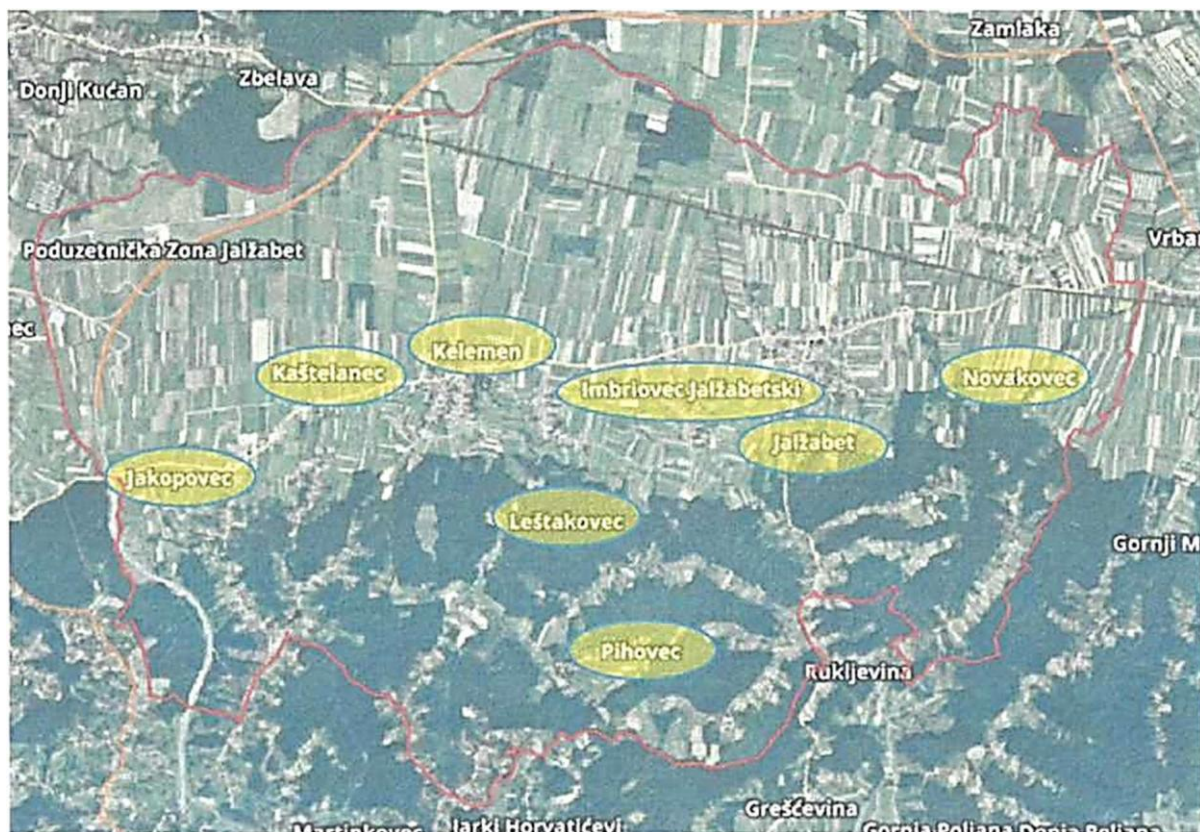 Zamlaka
Zbelava
Donji Kućan
Poduzetnička Zona Jalžabet
Kelemen
Kaštelanec
Imbriovec Jalžabetski
Novakovec
Jalžabet
Jakopovec
Leštakovec
Gornji M
Pihovec
Rukljevina
Greščevina
Jarki Horvatićevi